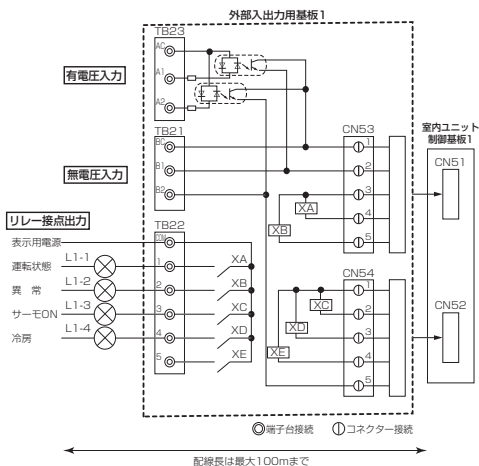 外部入出力用基板1
TB23
AC
A1
A2
有電圧入力
TB21
BC
B1
B2
無電圧入力
CN53
1
2
3
4
5
XA
XB
室内ユニット
制御基板1
CN51
リレー接点出力
TB22
COM
表示用電源
運転状態 L1-1 1 XA
異 常 L1-2 2 XB
サーモON L1-3 3 XC
冷房 L1-4 4 XD
5 XE
CN54
1
2
3
4
5
XC
XD
XE
CN52
端子台接続 コネクター接続
配線長は最大100mまで